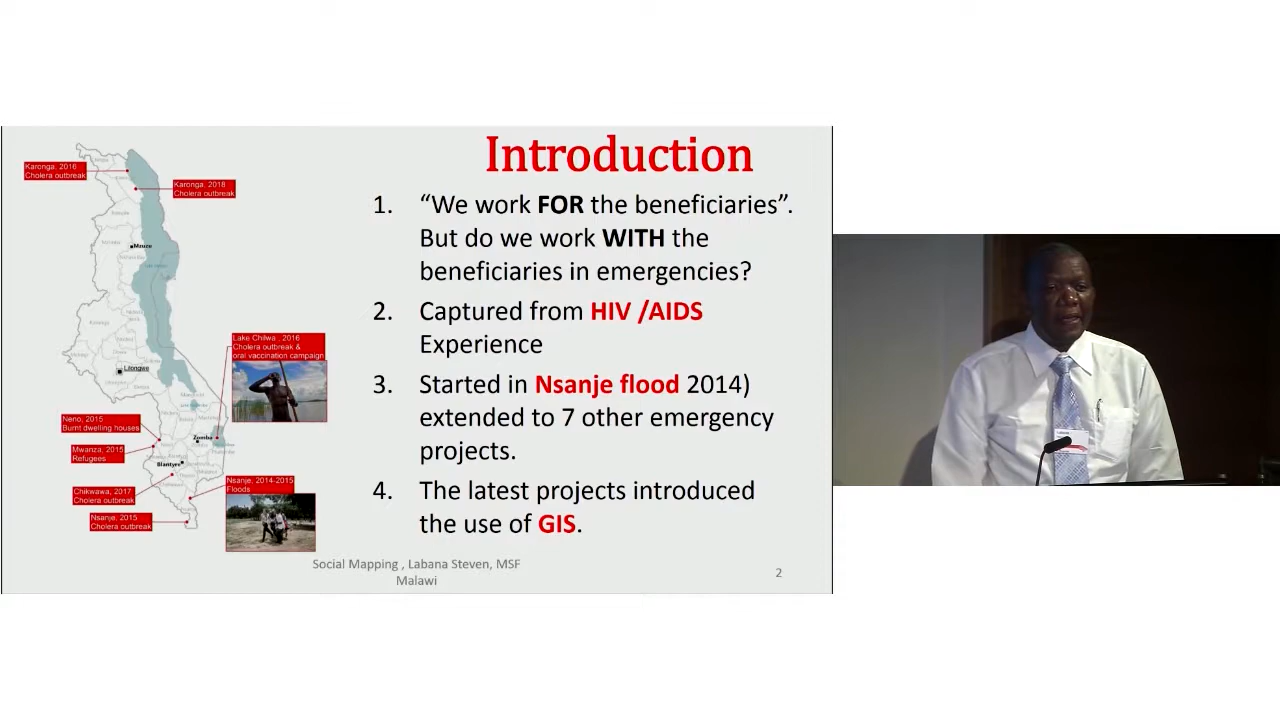 Introduction
1. “We work FOR the beneficiaries”.
But do we work WITH the
beneficiaries in emergencies?
2. Captured from HIV /AIDS
Experience
3. Started in Nsanje flood 2014)
extended to 7 other emergency
projects.
4. The latest projects introduced
the use of GIS.
Karonga, 2016
Cholera outbreak
Karonga, 2018
Cholera outbreak
Mzuzu
Lake Chilwa , 2016
Cholera outbreak &
oral vaccination campaign
Lilongwe
Neno, 2015
Burnt dwelling houses
Zomba
Mwanza, 2015
Refugees
Blantyre
Nsanje, 2014-2015
Floods
Chikwawa, 2017
Cholera outbreak
Nsanje, 2015
Cholera outbreak
Social Mapping , Labana Steven, MSF
Malawi
2